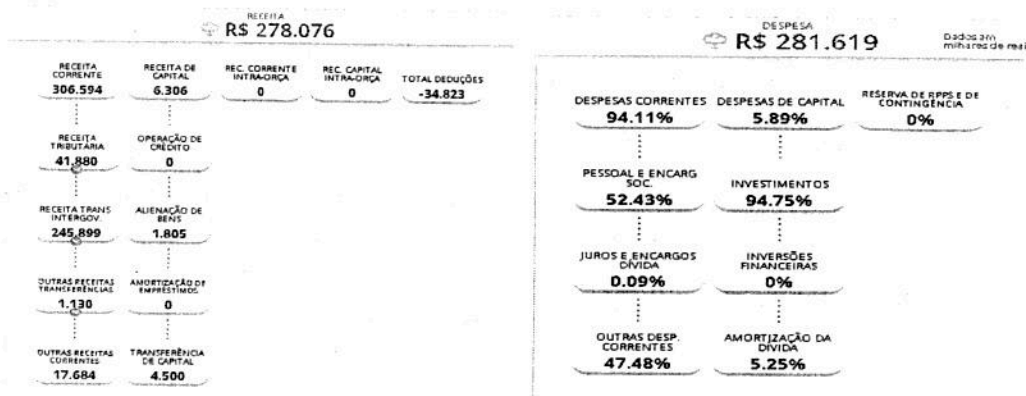 RECEITA
R$ 278.076
RECEITA CORRENTE
306.594
RECEITA DE CAPITAL
6.306
REC. CORRENTE INTRA-ORÇA
0
REC. CAPITAL INTRA-ORÇA
0
TOTAL DEDUÇÕES
-34.823
RECEITA TRIBUTÁRIA
41.880
OPERAÇÃO DE CRÉDITO
0
RECEITA TRANS INTERGOV.
245.899
ALIENAÇÃO DE BENS
1.805
OUTRAS RECEITAS TRANSFERÊNCIAS
1.130
AMORTIZAÇÃO DE EMPRÉSTIMOS
0
OUTRAS RECEITAS CORRENTES
17.684
TRANSFERÊNCIA DE CAPITAL
4.500
DESPESA
R$ 281.619
Dados em
milhares de reai
DESPESAS CORRENTES
94.11%
DESPESAS DE CAPITAL
5.89%
RESERVA DE RPPS E DE CONTINGÊNCIA
0%
PESSOAL E ENCARG SOC.
52.43%
INVESTIMENTOS
94.75%
JUROS E ENCARGOS DÍVIDA
0.09%
INVERSÕES FINANCEIRAS
0%
OUTRAS DESP. CORRENTES
47.48%
AMORTIZAÇÃO DA DÍVIDA
5.25%